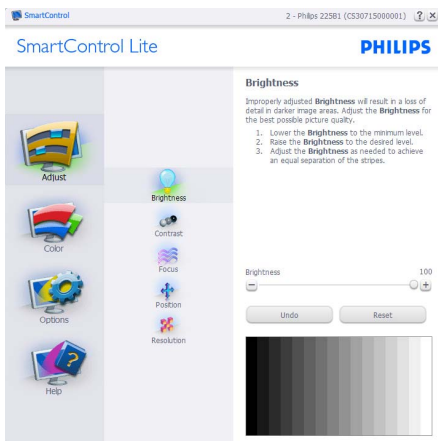 SmartControl
2 - Philips 225B1 (CS30715000001)
SmartControl Lite
PHILIPS
Adjust
Color
Options
Help
Brightness
Contrast
Focus
Position
Resolution
Brightness
Improperly adjusted Brightness will result in a loss of
detail in darker image areas. Adjust the Brightness for
the best possible picture quality.
1. Lower the Brightness to the minimum level.
2. Raise the Brightness to the desired level.
3. Adjust the Brightness as needed to achieve
an equal separation of the stripes.
Brightness 100
Undo Reset